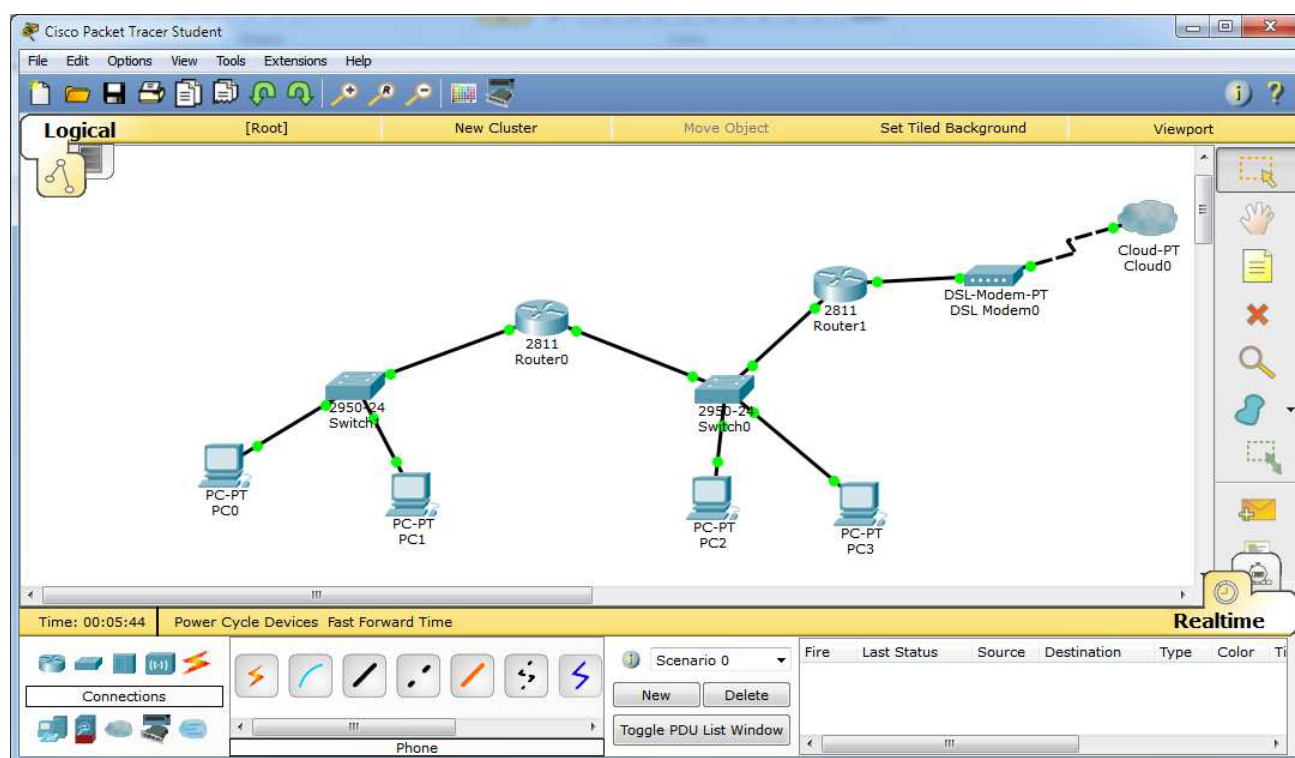 Cisco Packet Tracer Student
File Edit Options View Tools Extensions Help
Logical [Root] New Cluster Move Object Set Tiled Background Viewport
Cloud-PT
Cloud0
DSL-Modem-PT
DSL Modem0
2811
Router1
2811
Router0
2950-24
Switch1
2950-24
Switch0
PC-PT
PC0
PC-PT
PC1
PC-PT
PC2
PC-PT
PC3
Time: 00:05:44 Power Cycle Devices Fast Forward Time Realtime
Connections
Phone
Scenario 0
New Delete
Toggle PDU List Window
Fire Last Status Source Destination Type Color Ti